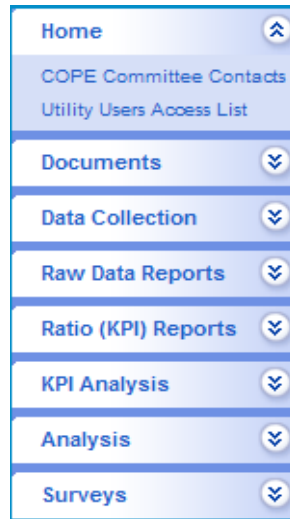 Home
COPE Committee Contacts
Utility Users Access List
Documents
Data Collection
Raw Data Reports
Ratio (KPI) Reports
KPI Analysis
Analysis
Surveys